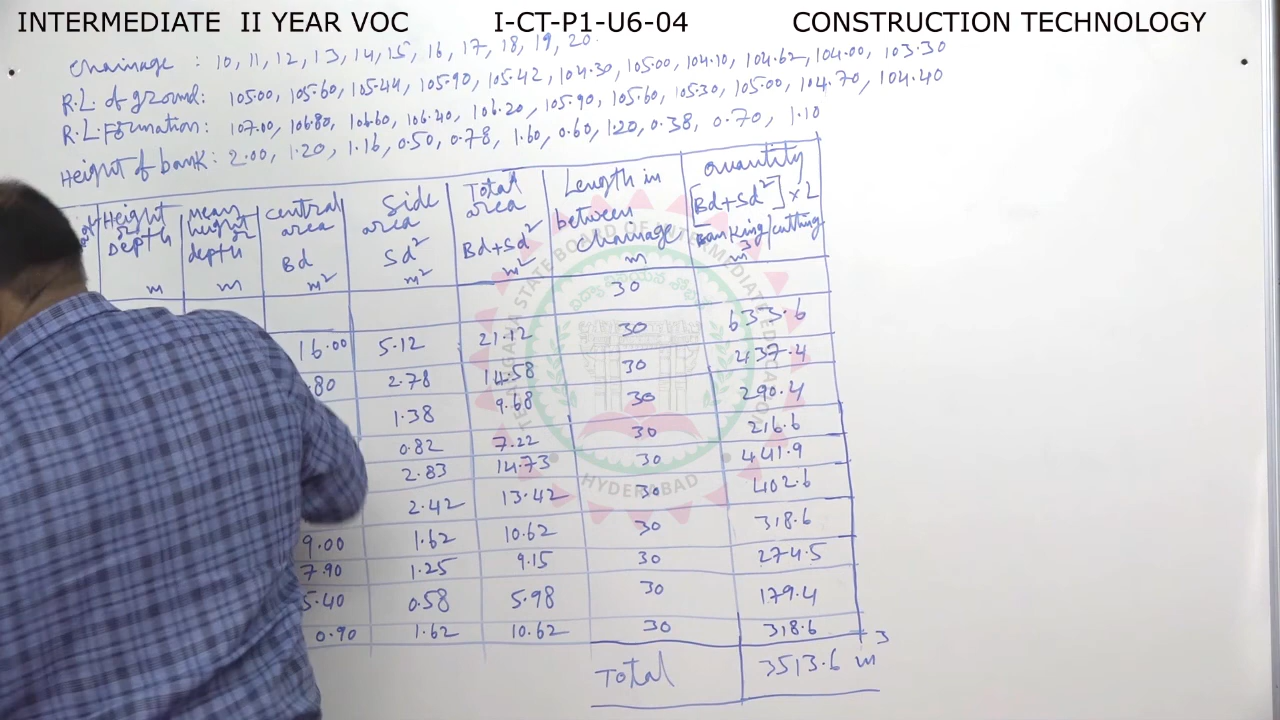 INTERMEDIATE II YEAR VOC I-CT-P1-U6-04 CONSTRUCTION TECHNOLOGY
Chainage : 10, 11, 12, 13, 14, 15, 16, 17, 18, 19, 20.
R.L. of ground: 105.00, 105.60, 105.44, 105.90, 105.42, 104.30, 105.00, 104.10, 104.62, 104.00, 103.30
R.L. Formation: 107.00, 106.80, 106.60, 106.40, 106.20, 105.90, 105.60, 105.30, 105.00, 104.70, 104.40
Height of bank: 2.00, 1.20, 1.16, 0.50, 0.78, 1.60, 0.60, 1.20, 0.38, 0.70, 1.10
Height or depth m
mean height or depth m
central area Bd m²
Side area Sd² m²
Total area Bd+Sd² m²
Length in between chainage m
Quantity [Bd+Sd²]×L Banking/cutting m³
30
16.00 5.12 21.12 30 633.6
.80 2.78 14.58 30 437.4
1.38 9.68 30 290.4
0.82 7.22 30 216.6
2.83 14.73 30 441.9
2.42 13.42 30 402.6
9.00 1.62 10.62 30 318.6
7.90 1.25 9.15 30 274.5
5.40 0.58 5.98 30 179.4
0.90 1.62 10.62 30 318.6
Total 3513.6 m³
TELANGANA STATE BOARD OF INTERMEDIATE EDUCATION
HYDERABAD